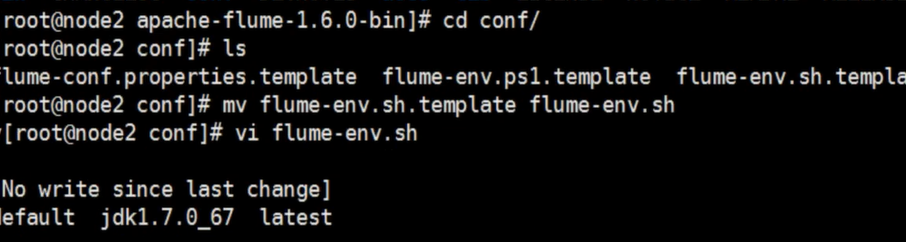 root@node2 apache-flume-1.6.0-bin]# cd conf/
root@node2 conf]# ls
flume-conf.properties.template flume-env.ps1.template flume-env.sh.templa
root@node2 conf]# mv flume-env.sh.template flume-env.sh
[root@node2 conf]# vi flume-env.sh
No write since last change]
default jdk1.7.0_67 latest